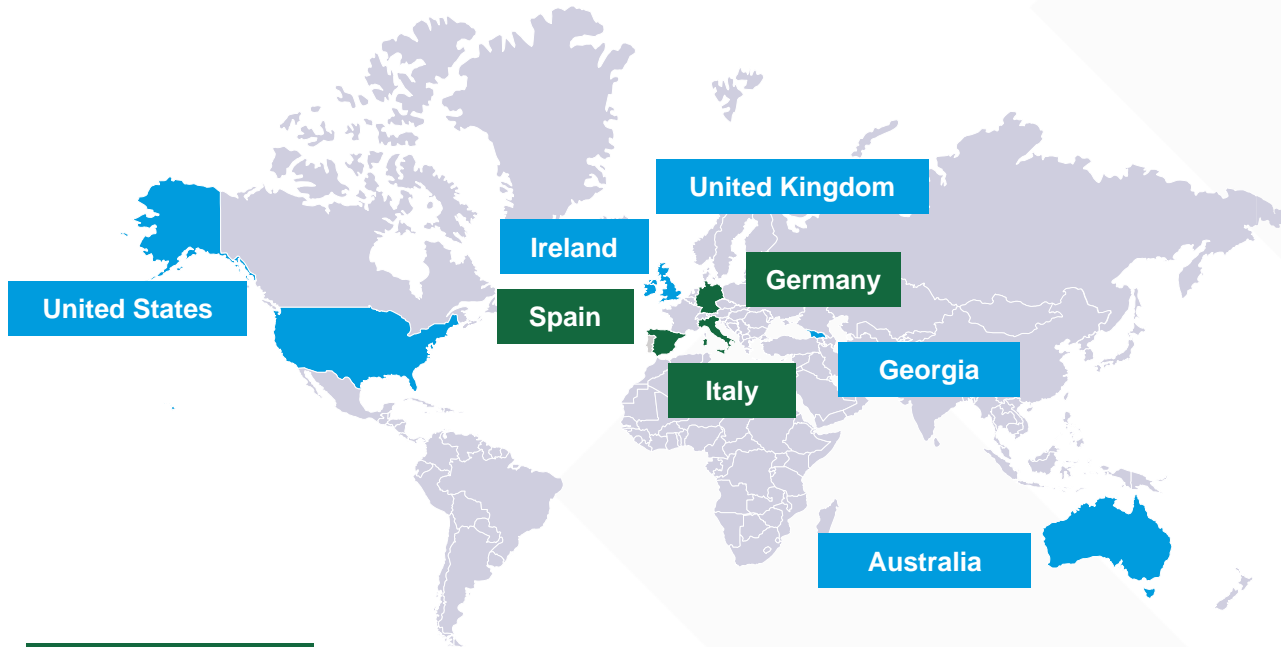 United Kingdom
Ireland
Germany
United States
Spain
Georgia
Italy
Australia